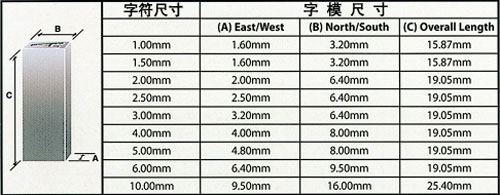 字符尺寸 字模尺寸
(A) East/West (B) North/South (C) Overall Length
1.00mm 1.60mm 3.20mm 15.87mm
1.50mm 1.60mm 3.20mm 15.87mm
2.00mm 2.00mm 6.40mm 19.05mm
2.50mm 2.50mm 6.40mm 19.05mm
3.00mm 3.20mm 6.40mm 19.05mm
4.00mm 4.00mm 8.00mm 19.05mm
5.00mm 4.80mm 8.00mm 19.05mm
6.00mm 6.40mm 9.50mm 19.05mm
10.00mm 9.50mm 16.00mm 25.40mm
B
C
A